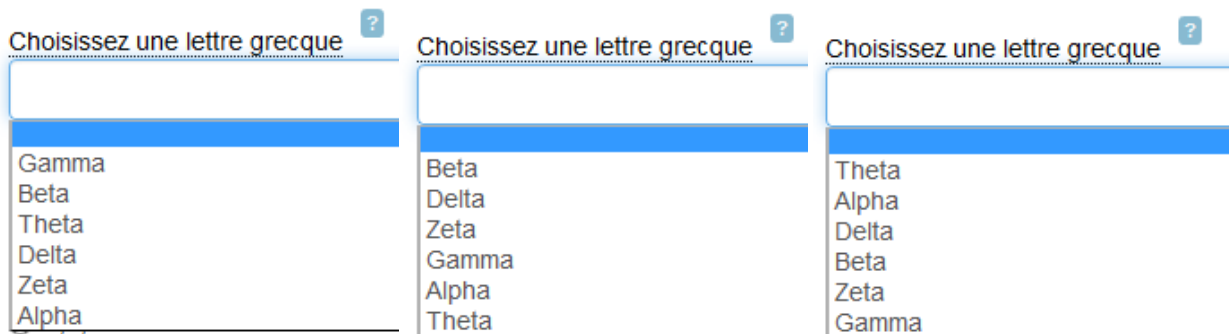 Choisissez une lettre grecque ?
Gamma
Beta
Theta
Delta
Zeta
Alpha
Choisissez une lettre grecque ?
Beta
Delta
Zeta
Gamma
Alpha
Theta
Choisissez une lettre grecque ?
Theta
Alpha
Delta
Beta
Zeta
Gamma